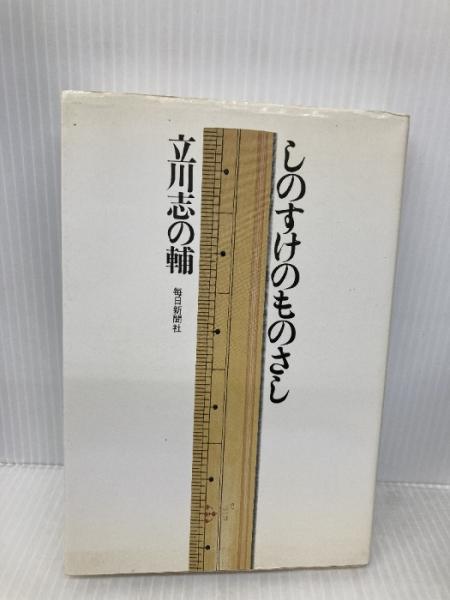 しのすけのものさし
立川志の輔
毎日新聞社